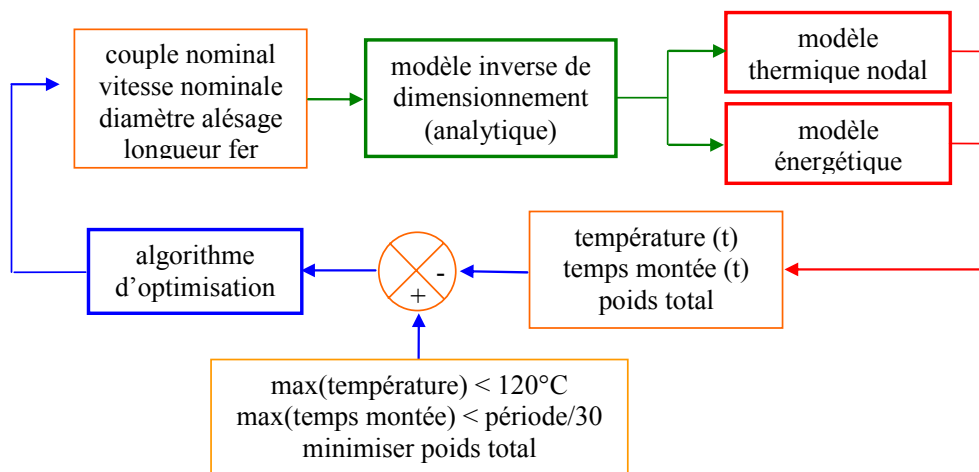 couple nominal
vitesse nominale
diamètre alésage
longueur fer
modèle inverse de
dimensionnement
(analytique)
modèle
thermique nodal
modèle
énergétique
algorithme
d’optimisation
-
+
température (t)
temps montée (t)
poids total
max(température) < 120°C
max(temps montée) < période/30
minimiser poids total